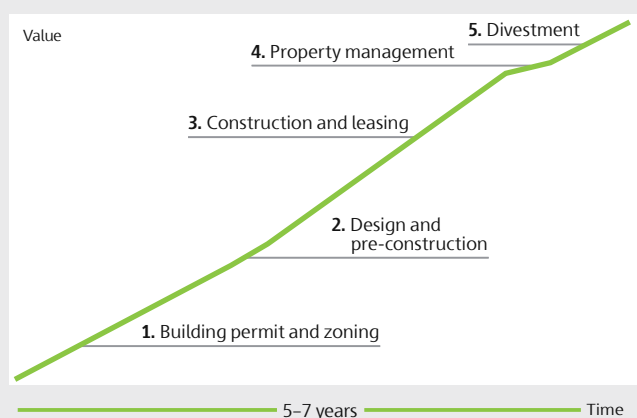 Value
5. Divestment
4. Property management
3. Construction and leasing
2. Design and
pre-construction
1. Building permit and zoning
5–7 years
Time